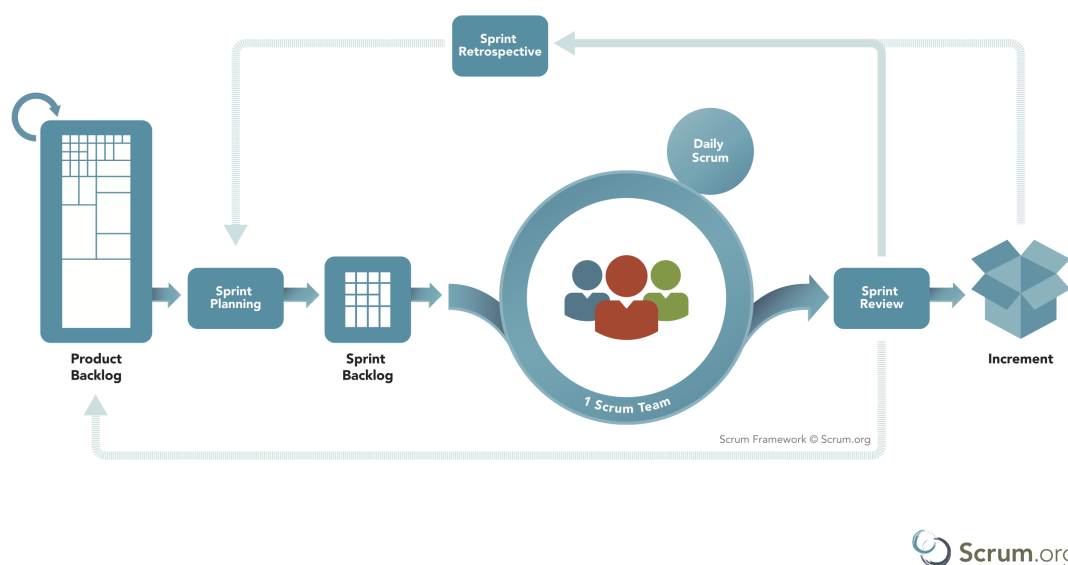 Sprint
Retrospective
Daily
Scrum
Sprint
Planning
Sprint
Review
Product
Backlog
Sprint
Backlog
Increment
1 Scrum Team
Scrum Framework © Scrum.org
Scrum.org